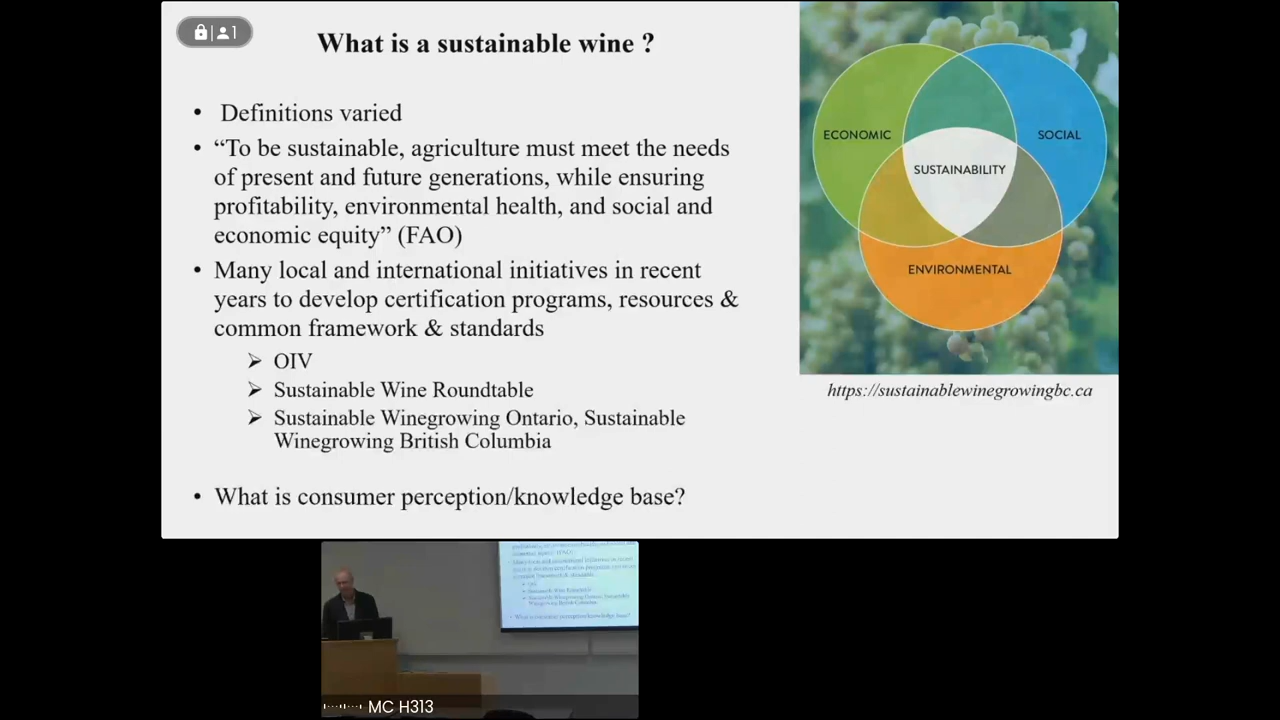 1
What is a sustainable wine ?
• Definitions varied
• “To be sustainable, agriculture must meet the needs
of present and future generations, while ensuring
profitability, environmental health, and social and
economic equity” (FAO)
• Many local and international initiatives in recent
years to develop certification programs, resources &
common framework & standards
➢ OIV
➢ Sustainable Wine Roundtable
➢ Sustainable Winegrowing Ontario, Sustainable
Winegrowing British Columbia
• What is consumer perception/knowledge base?
ECONOMIC
SOCIAL
SUSTAINABILITY
ENVIRONMENTAL
https://sustainablewinegrowingbc.ca
MC H313